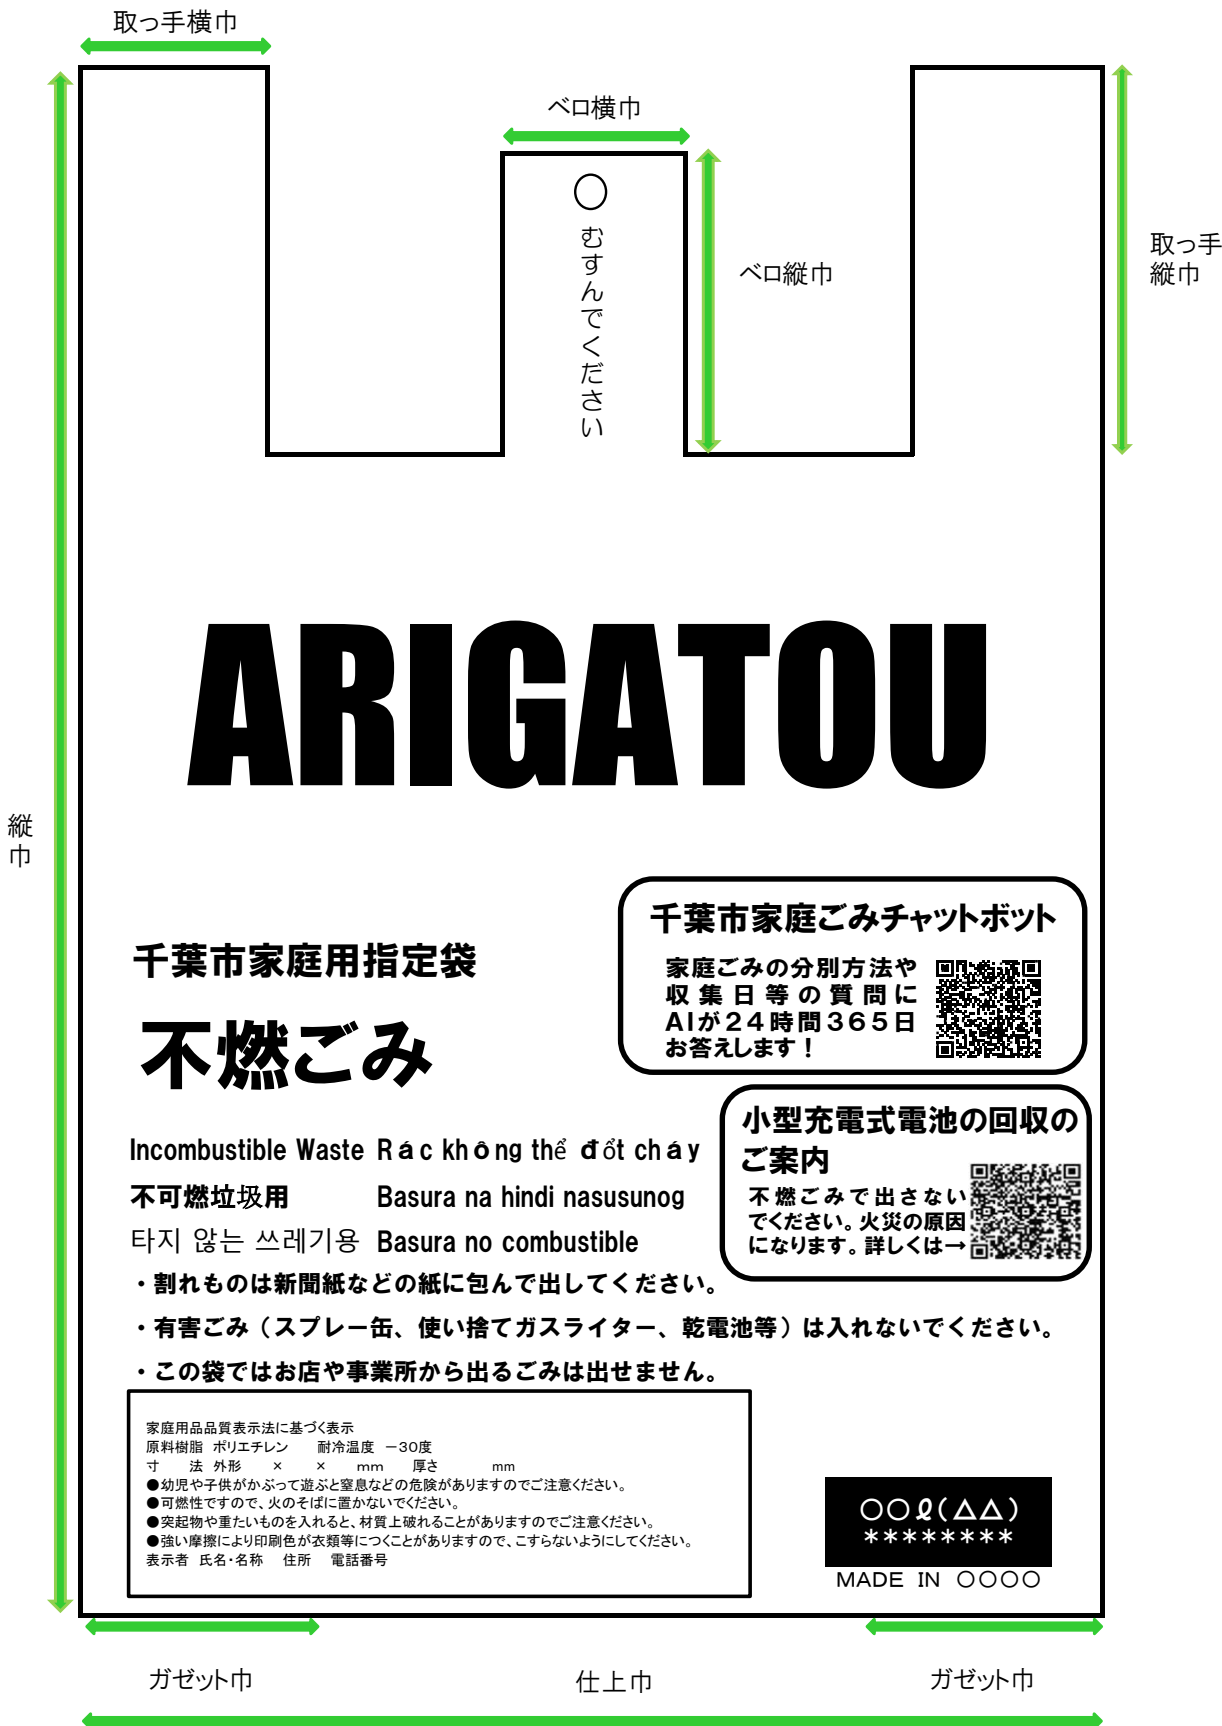 取っ手横巾
ベロ横巾
むすんでください
ベロ縦巾
取っ手
縦巾
縦
巾
ARIGATOU
千葉市家庭用指定袋
不燃ごみ
千葉市家庭ごみチャットボット
家庭ごみの分別方法や
収集日等の質問に
AIが24時間365日
お答えします！
小型充電式電池の回収の
ご案内
不燃ごみで出さない
でください。火災の原因
になります。詳しくは→
Incombustible Waste Rác không thể đốt cháy
不可燃垃圾用 Basura na hindi nasusunog
타지 않는 쓰레기용 Basura no combustible
・割れものは新聞紙などの紙に包んで出してください。
・有害ごみ（スプレー缶、使い捨てガスライター、乾電池等）は入れないでください。
・この袋ではお店や事業所から出るごみは出せません。
家庭用品品質表示法に基づく表示
原料樹脂 ポリエチレン 耐冷温度 －30度
寸 法 外形 × × mm 厚さ mm
●幼児や子供がかぶって遊ぶと窒息などの危険がありますのでご注意ください。
●可燃性ですので、火のそばに置かないでください。
●突起物や重たいものを入れると、材質上破れることがありますのでご注意ください。
●強い摩擦により印刷色が衣類等につくことがありますので、こすらないようにしてください。
表示者 氏名・名称 住所 電話番号
○○ℓ(△△)
＊＊＊＊＊＊＊＊
MADE IN ○○○○
ガゼット巾
仕上巾
ガゼット巾